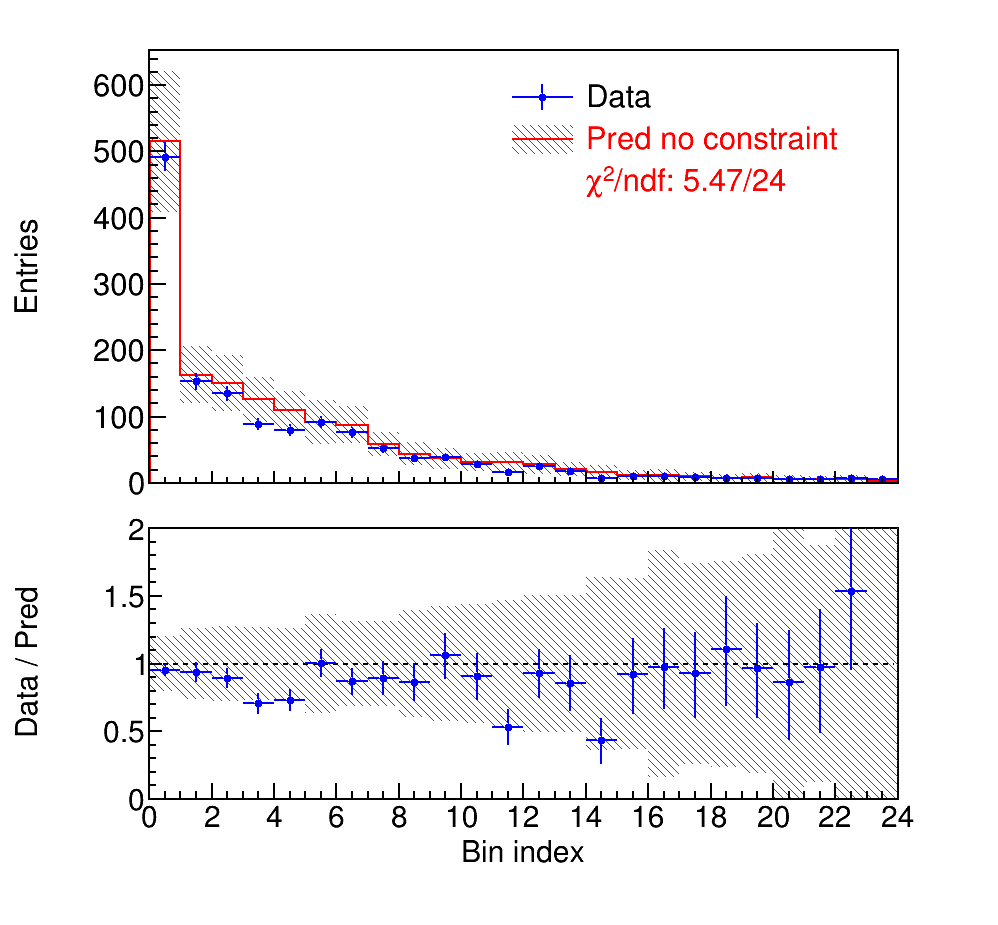 600
500
400
300
200
100
0
Entries
Data
Pred no constraint
χ²/ndf: 5.47/24
2
1.5
1
0.5
0
Data / Pred
0 2 4 6 8 10 12 14 16 18 20 22 24
Bin index